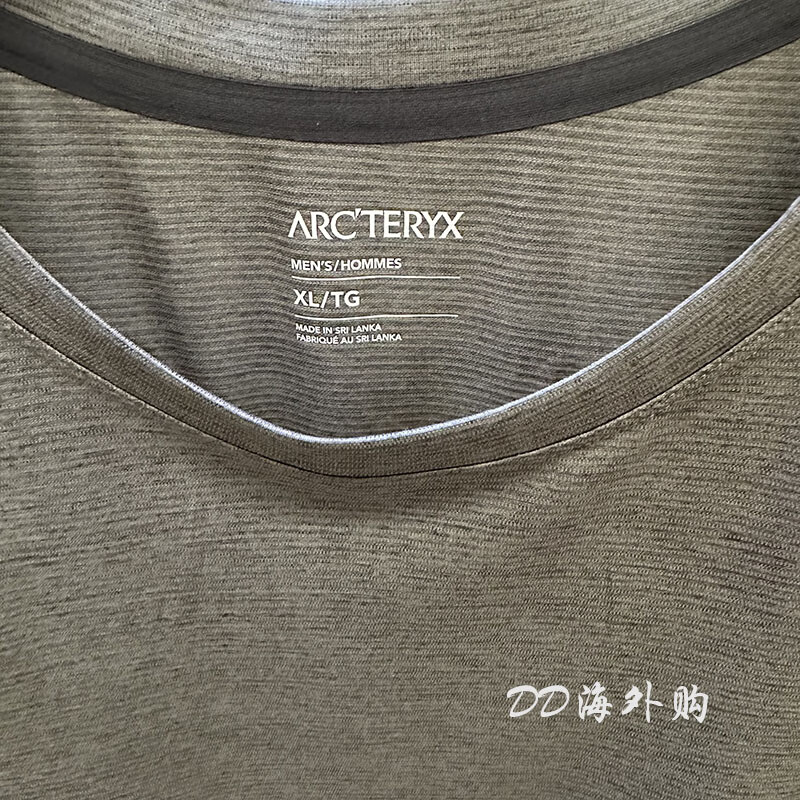 ARC'TERYX
MEN'S/HOMMES
XL/TG
MADE IN SRI LANKA
FABRIQUÉ AU SRI LANKA
DD海外购